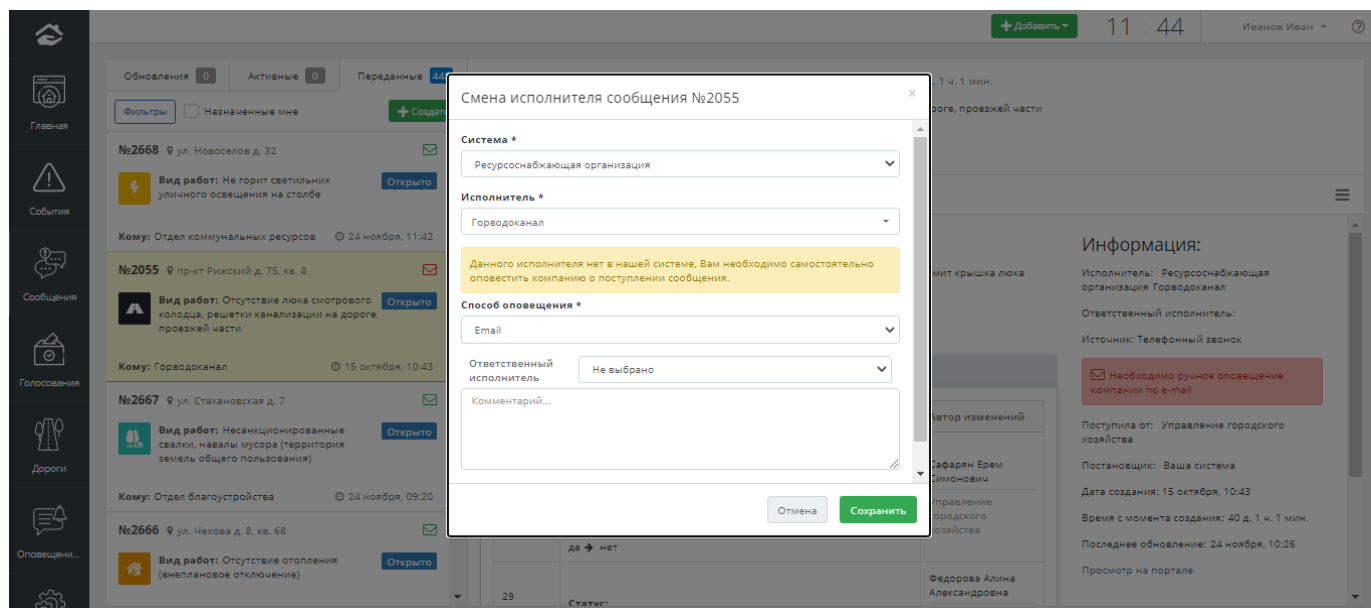 + Добавить
11 44
Иванов Иван
Главная
События
Сообщения
Голосования
Дороги
Оповещени...
Обновления 0
Активные 0
Переданные 44
Фильтры
Назначенные мне
+ Создать
№2668 ул. Новоселов д. 32
Вид работ: Не горит светильник
уличного освещения на столбе
Открыто
Кому: Отдел коммунальных ресурсов 24 ноября, 11:42
№2055 пр-кт Рижский д. 75, кв. 8
Вид работ: Отсутствие люка смотрового
колодца, решетки канализации на дороге,
проезжей части
Открыто
Кому: Горводоканал 15 октября, 10:43
№2667 ул. Стахановская д. 7
Вид работ: Несанкционированные
свалки, навалы мусора (территория
земель общего пользования)
Открыто
Кому: Отдел благоустройства 24 ноября, 09:20
№2666 ул. Чехова д. 8, кв. 68
Вид работ: Отсутствие отопления
(внеплановое отключение)
Открыто
Смена исполнителя сообщения №2055
×
Система *
Ресурсоснабжающая организация
Исполнитель *
Горводоканал
Данного исполнителя нет в нашей системе, Вам необходимо самостоятельно
оповестить компанию о поступлении сообщения.
Способ оповещения *
Email
Ответственный
исполнитель
Не выбрано
Комментарий...
Отмена
Сохранить
, 1 ч. 1 мин.
роге, проезжей части
мит крышка люка
Автор изменений
Сафарян Ерем
Симонович
Управление
городского
хозяйства
да → нет
29
Статус:
Федорова Алина
Александровна
Информация:
Исполнитель: Ресурсоснабжающая
организация Горводоканал
Ответственный исполнитель:
Источник: Телефонный звонок
Необходимо ручное оповещение
компании по e-mail
Поступила от: Управление городского
хозяйства
Постановщик: Ваша система
Дата создания: 15 октября, 10:43
Время с момента создания: 40 д. 1 ч. 1 мин.
Последнее обновление: 24 ноября, 10:26
Просмотр на портале